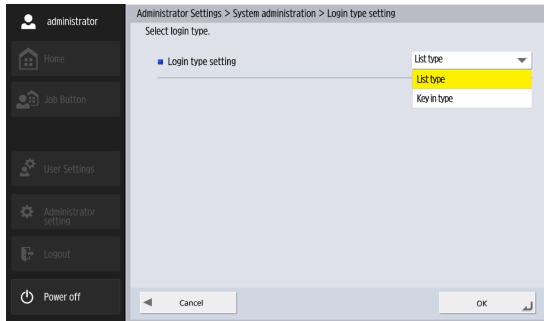 administrator
Home
Job Button
User Settings
Administrator
setting
Logout
Power off
Administrator Settings > System administration > Login type setting
Select login type.
Login type setting
List type
List type
Key in type
Cancel
OK